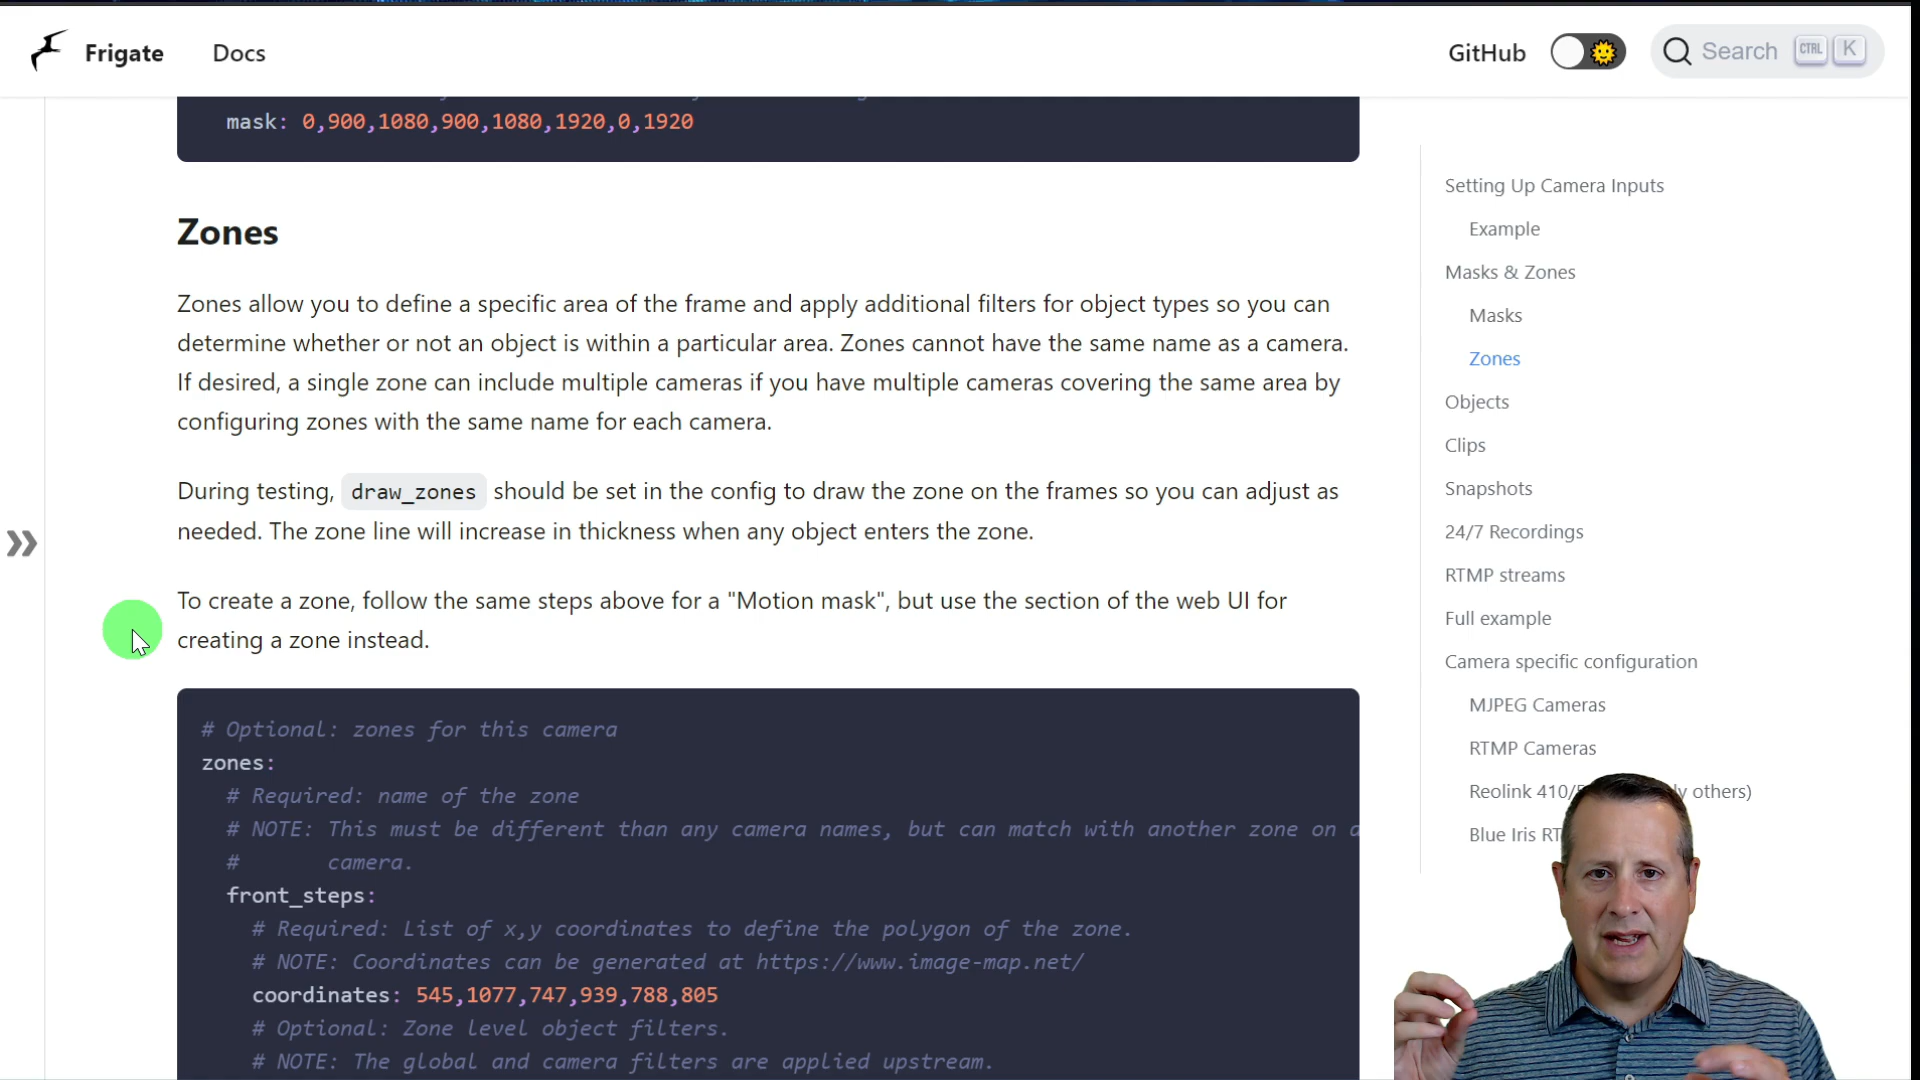 Frigate
Docs
GitHub
Search
CTRL
K
mask: 0,900,1080,900,1080,1920,0,1920
Zones
Zones allow you to define a specific area of the frame and apply additional filters for object types so you can
determine whether or not an object is within a particular area. Zones cannot have the same name as a camera.
If desired, a single zone can include multiple cameras if you have multiple cameras covering the same area by
configuring zones with the same name for each camera.
During testing, draw_zones should be set in the config to draw the zone on the frames so you can adjust as
needed. The zone line will increase in thickness when any object enters the zone.
To create a zone, follow the same steps above for a "Motion mask", but use the section of the web UI for
creating a zone instead.
# Optional: zones for this camera
zones:
# Required: name of the zone
# NOTE: This must be different than any camera names, but can match with another zone on
# camera.
front_steps:
# Required: List of x,y coordinates to define the polygon of the zone.
# NOTE: Coordinates can be generated at https://www.image-map.net/
coordinates: 545,1077,747,939,788,805
# Optional: Zone level object filters.
# NOTE: The global and camera filters are applied upstream.
Setting Up Camera Inputs
Example
Masks & Zones
Masks
Zones
Objects
Clips
Snapshots
24/7 Recordings
RTMP streams
Full example
Camera specific configuration
MJPEG Cameras
RTMP Cameras
Reolink 410/ others)
Blue Iris